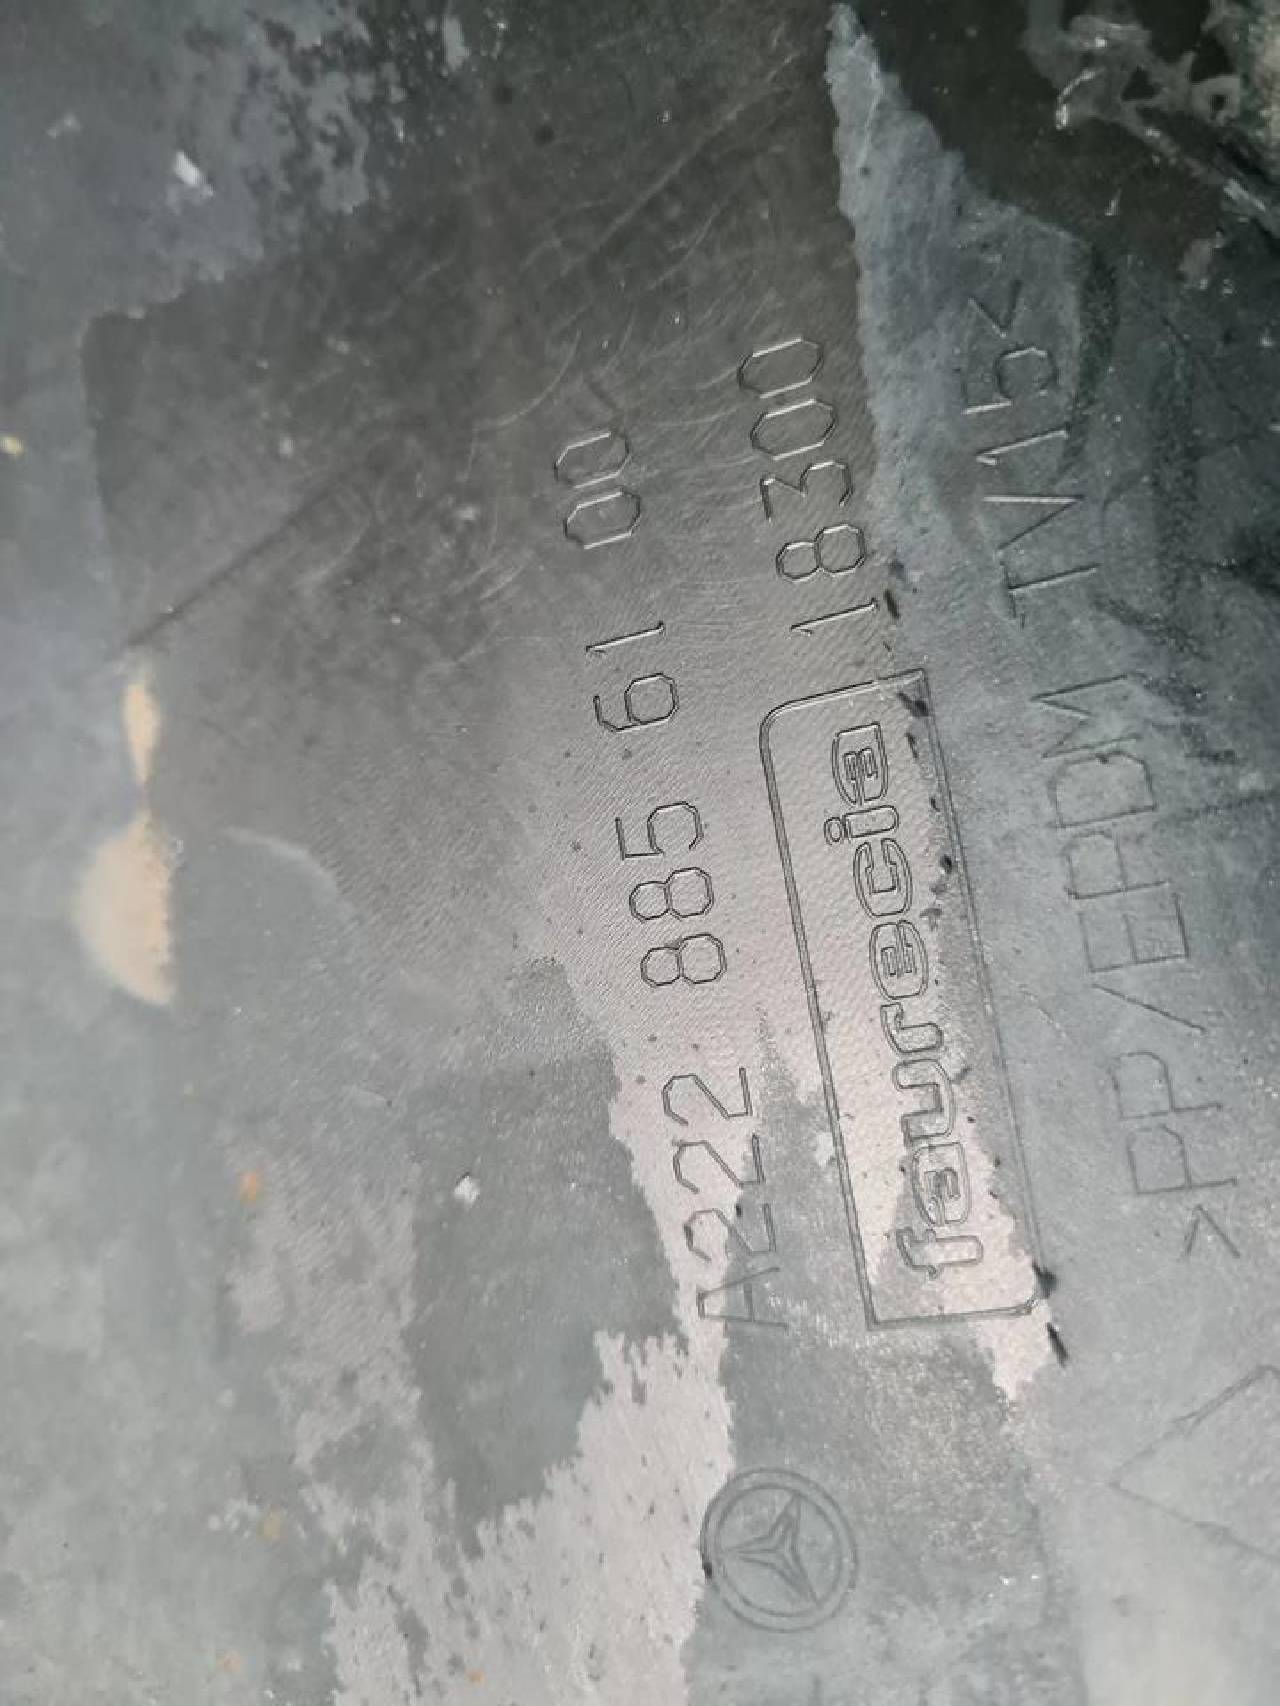 A222 885 61 00
faurecia 18300
>PP/EPDM TV15<